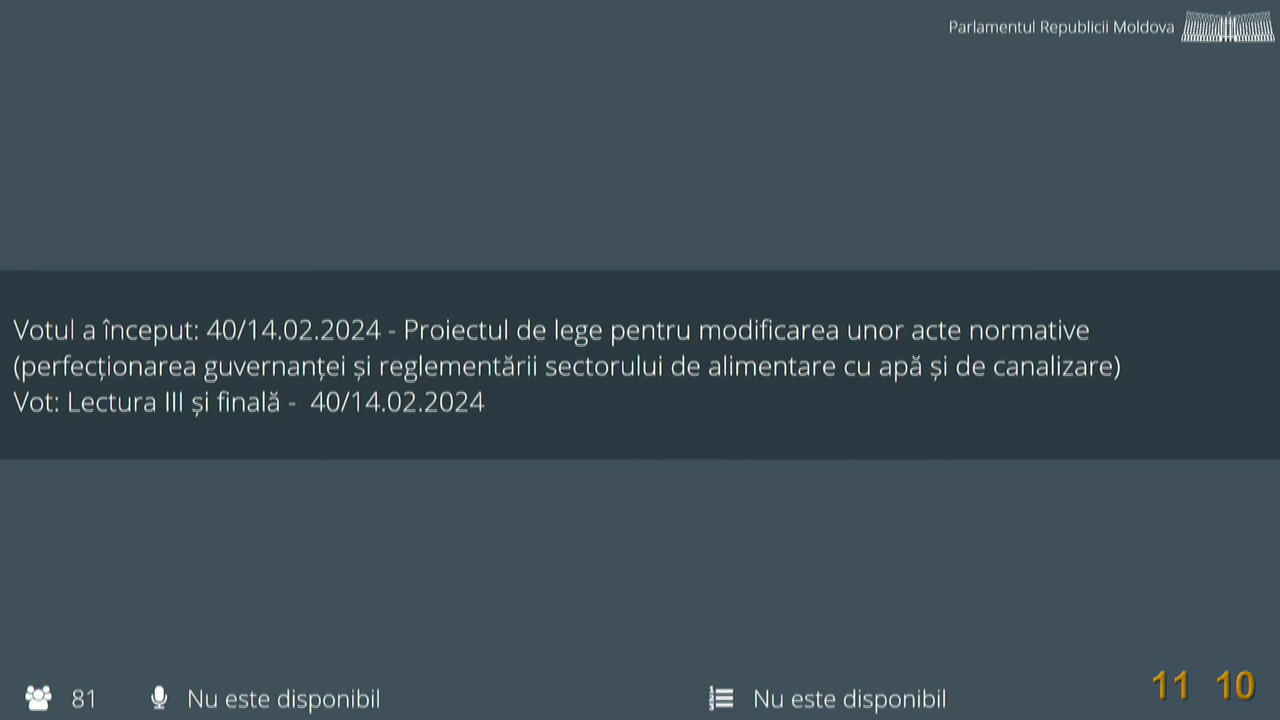 Parlamentul Republicii Moldova
Votul a început: 40/14.02.2024 - Proiectul de lege pentru modificarea unor acte normative
(perfecționarea guvernanței și reglementării sectorului de alimentare cu apă și de canalizare)
Vot: Lectura III și finală -  40/14.02.2024
81 Nu este disponibil Nu este disponibil 11 10